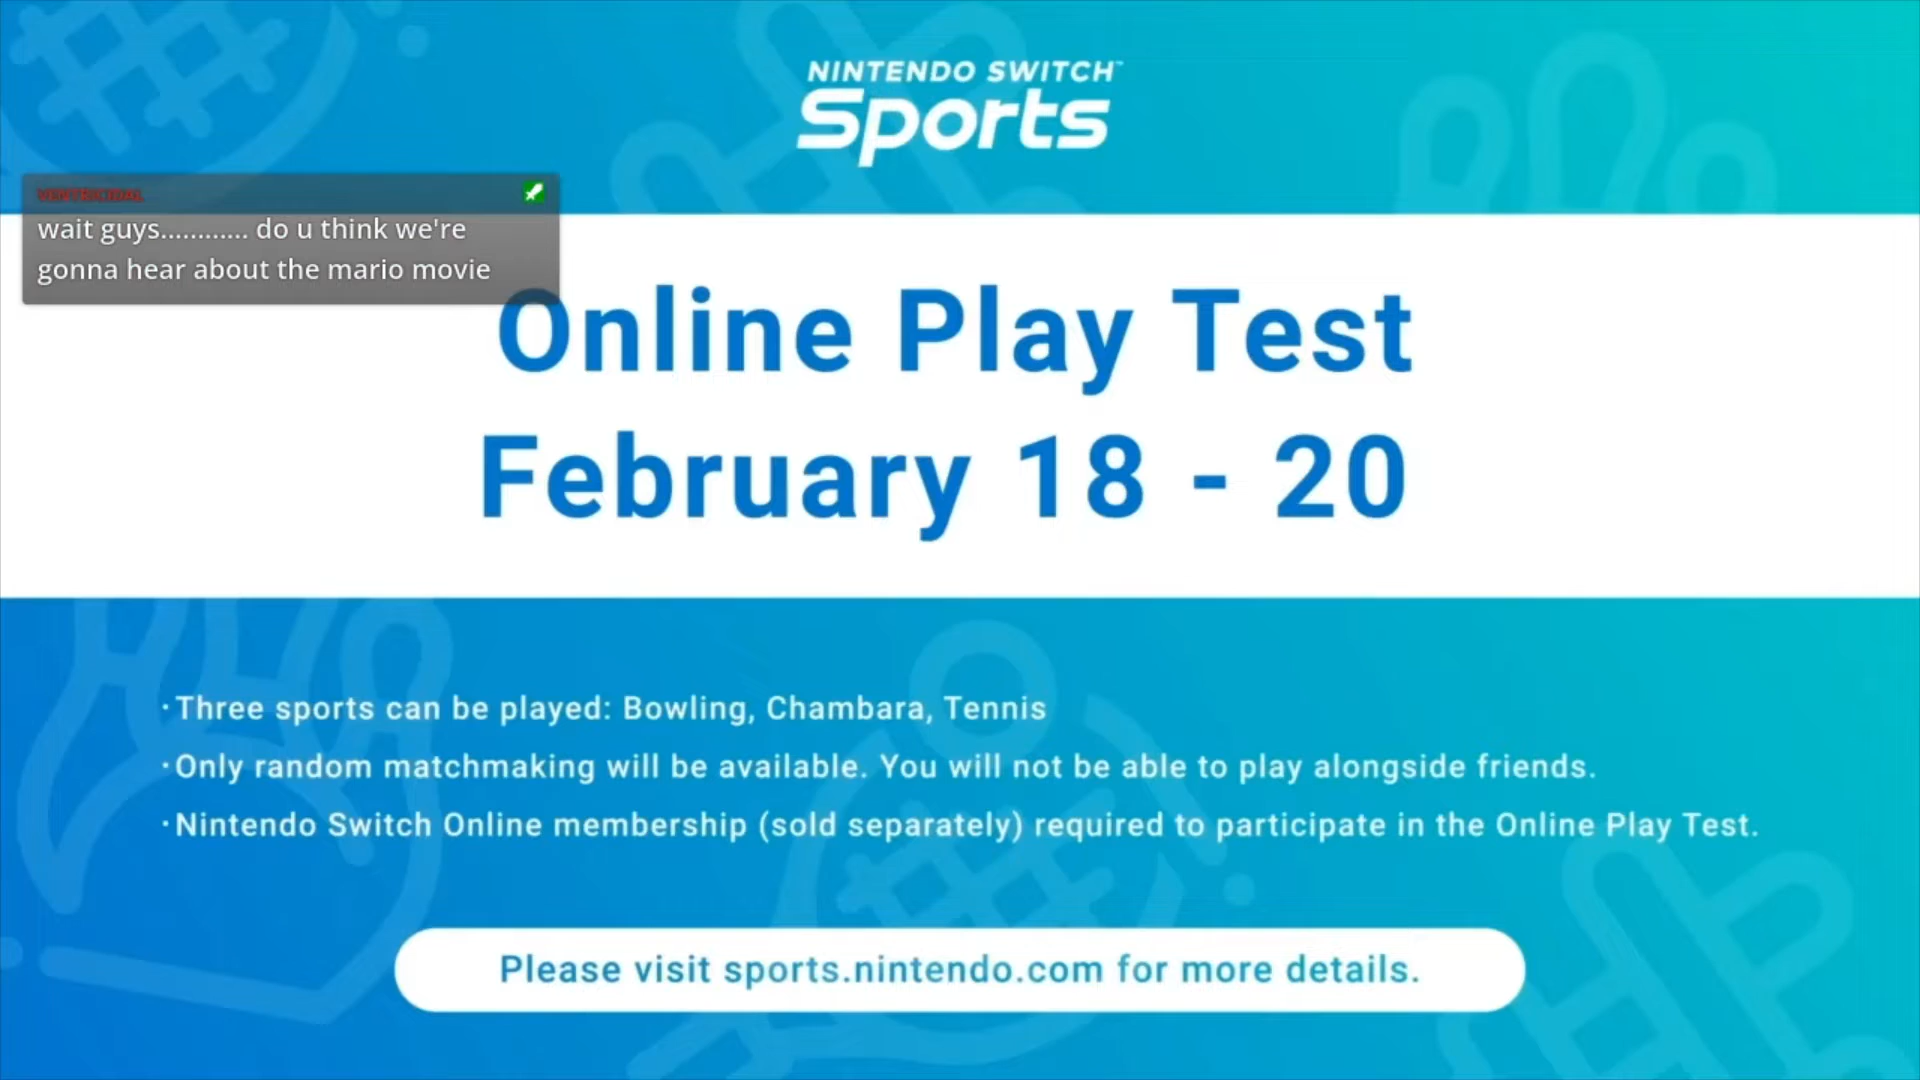 NINTENDO SWITCH™
Sports
wait guys............ do u think we're
gonna hear about the mario movie
Online Play Test
February 18 - 20
·Three sports can be played: Bowling, Chambara, Tennis
·Only random matchmaking will be available. You will not be able to play alongside friends.
·Nintendo Switch Online membership (sold separately) required to participate in the Online Play Test.
Please visit sports.nintendo.com for more details.